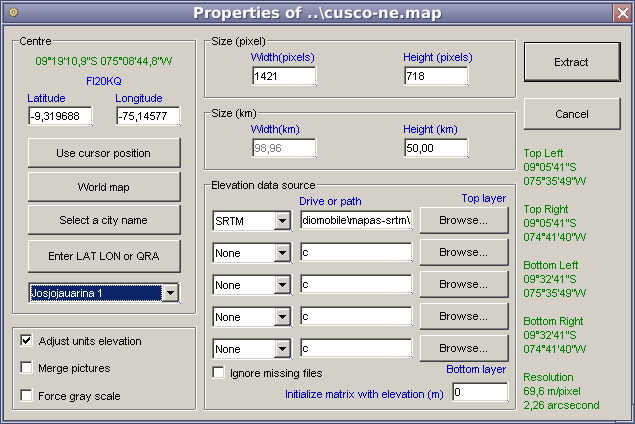 Properties of ..\cusco-ne.map
Centre
09°19'10,9"S 075°08'44,8"W
FI20KQ
Latitude Longitude
-9,319688 -75,14577
Use cursor position
World map
Select a city name
Enter LAT LON or QRA
Josjojauarina 1
Adjust units elevation
Merge pictures
Force gray scale
Size (pixel)
Width(pixels) Height (pixels)
1421 718
Size (km)
Width(km) Height (km)
98,96 50,00
Elevation data source
Drive or path Top layer
SRTM diomobile\mapas-srtm\ Browse...
None c Browse...
None c Browse...
None c Browse...
None c Browse...
Ignore missing files Bottom layer
Initialize matrix with elevation (m) 0
Extract
Cancel
Top Left
09°05'41"S
075°35'49"W
Top Right
09°05'41"S
074°41'40"W
Bottom Left
09°32'41"S
075°35'49"W
Bottom Right
09°32'41"S
074°41'40"W
Resolution
69,6 m/pixel
2,26 arcsecond